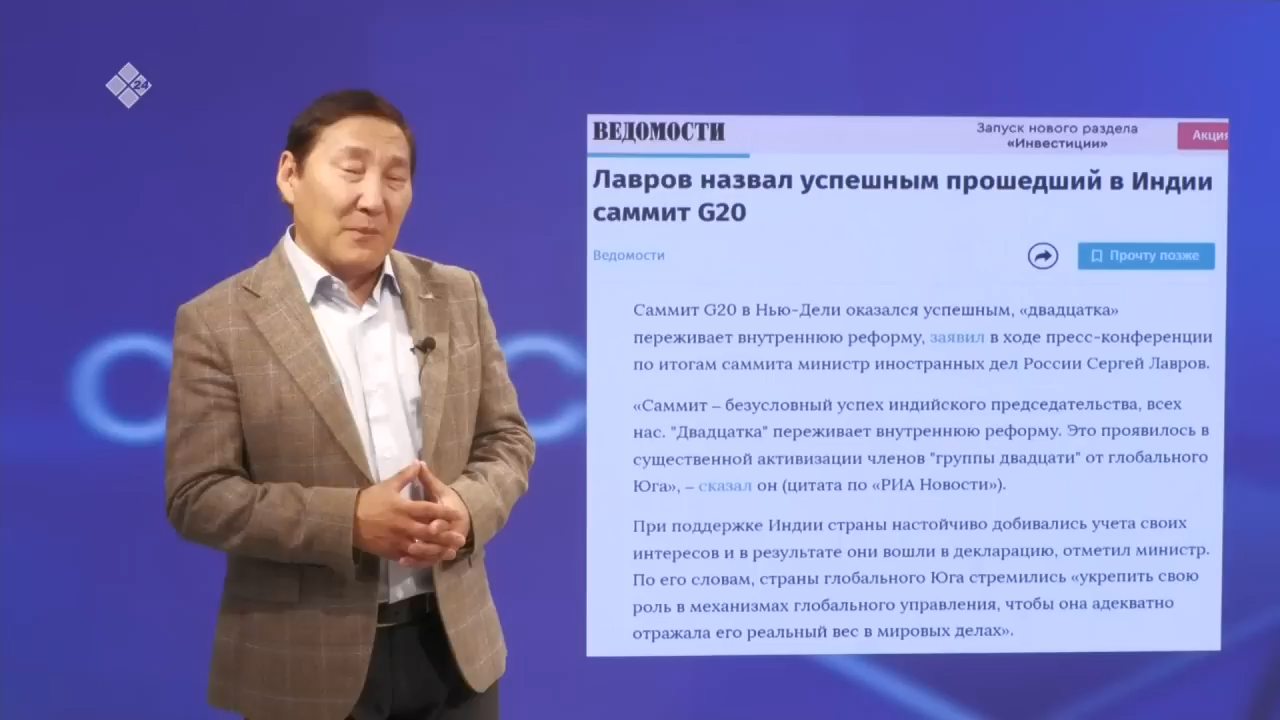 24
ВЕДОМОСТИ
Запуск нового раздела
«Инвестиции»
Акция
Лавров назвал успешным прошедший в Индии
саммит G20
Ведомости
Прочту позже
Саммит G20 в Нью-Дели оказался успешным, «двадцатка»
переживает внутреннюю реформу, заявил в ходе пресс-конференции
по итогам саммита министр иностранных дел России Сергей Лавров.
«Саммит – безусловный успех индийского председательства, всех
нас. "Двадцатка" переживает внутреннюю реформу. Это проявилось в
существенной активизации членов "группы двадцати" от глобального
Юга», – сказал он (цитата по «РИА Новости»).
При поддержке Индии страны настойчиво добивались учета своих
интересов и в результате они вошли в декларацию, отметил министр.
По его словам, страны глобального Юга стремились «укрепить свою
роль в механизмах глобального управления, чтобы она адекватно
отражала его реальный вес в мировых делах».